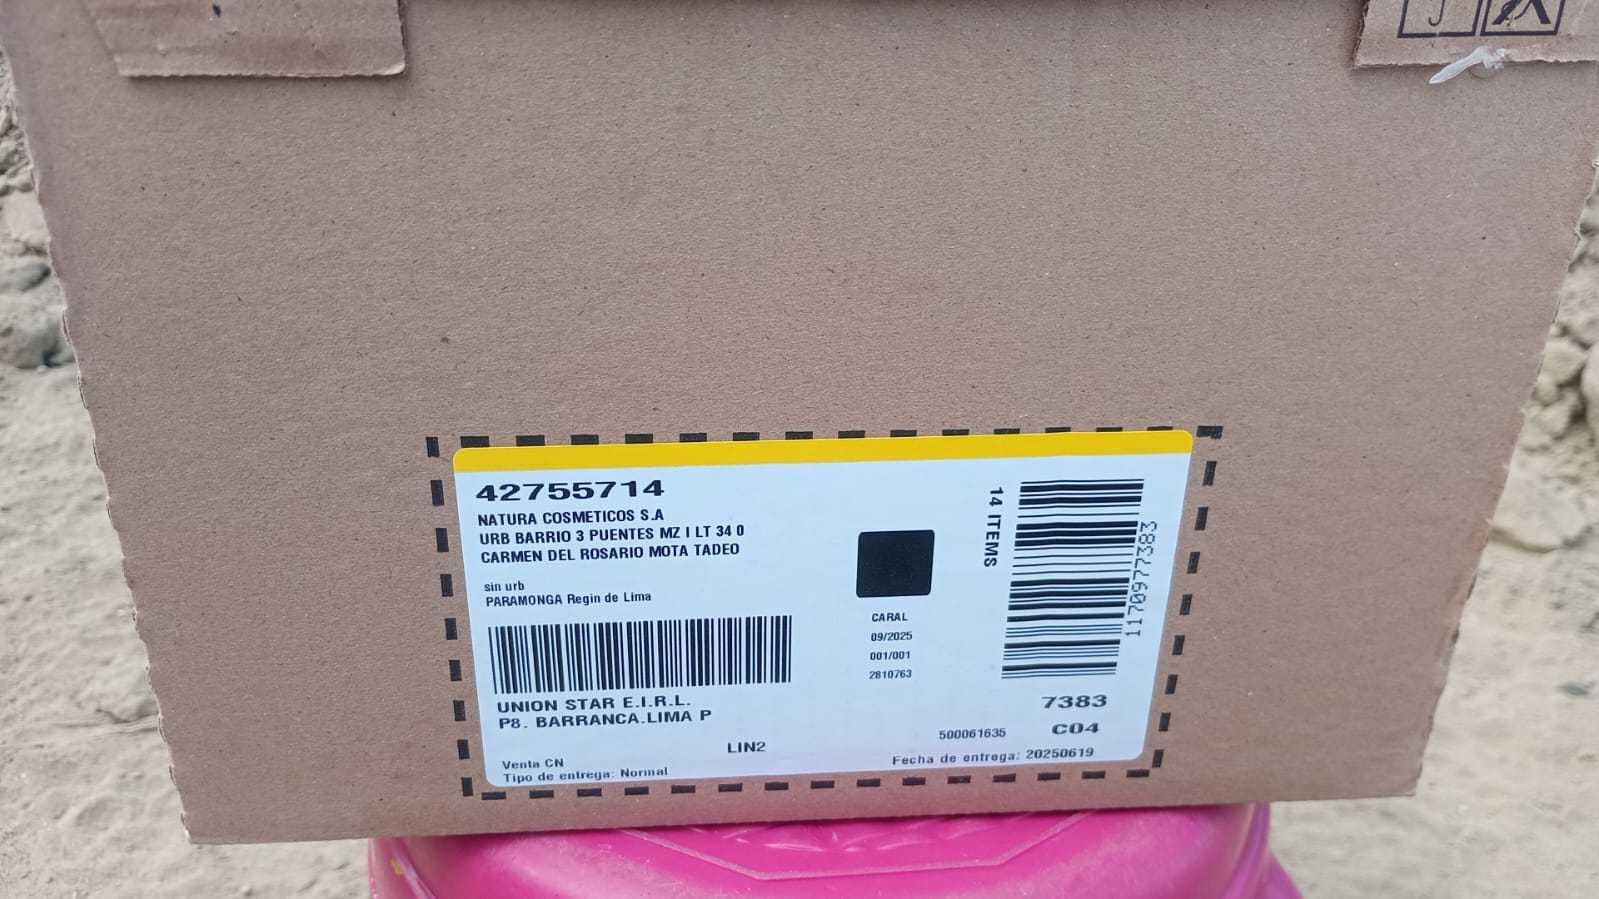 42755714
NATURA COSMETICOS S.A
URB BARRIO 3 PUENTES MZ I LT 34 0
CARMEN DEL ROSARIO MOTA TADEO
sin urb
PARAMONGA Regin de Lima
UNION STAR E.I.R.L.
P8. BARRANCA.LIMA P
LIN2
Venta CN
Tipo de entrega: Normal
CARAL
09/2025
001/001
2810763
14 ITEMS
1170977383
7383
500061635
C04
Fecha de entrega: 20250619